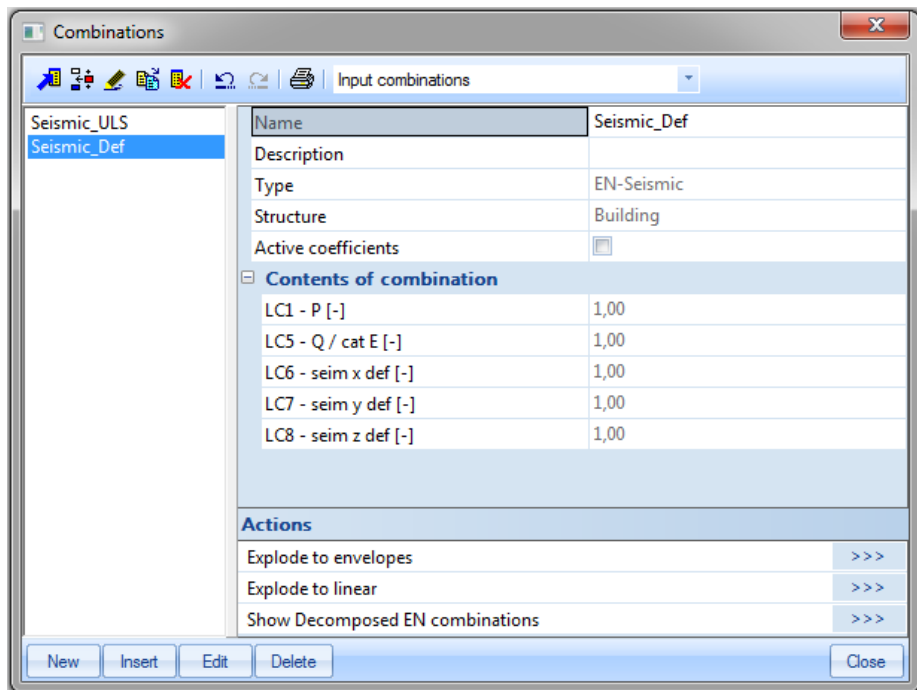 Combinations
Input combinations
Seismic_ULS
Seismic_Def
Name Seismic_Def
Description
Type EN-Seismic
Structure Building
Active coefficients
Contents of combination
LC1 - P [-] 1,00
LC5 - Q / cat E [-] 1,00
LC6 - seim x def [-] 1,00
LC7 - seim y def [-] 1,00
LC8 - seim z def [-] 1,00
Actions
Explode to envelopes >>>
Explode to linear >>>
Show Decomposed EN combinations >>>
New Insert Edit Delete Close